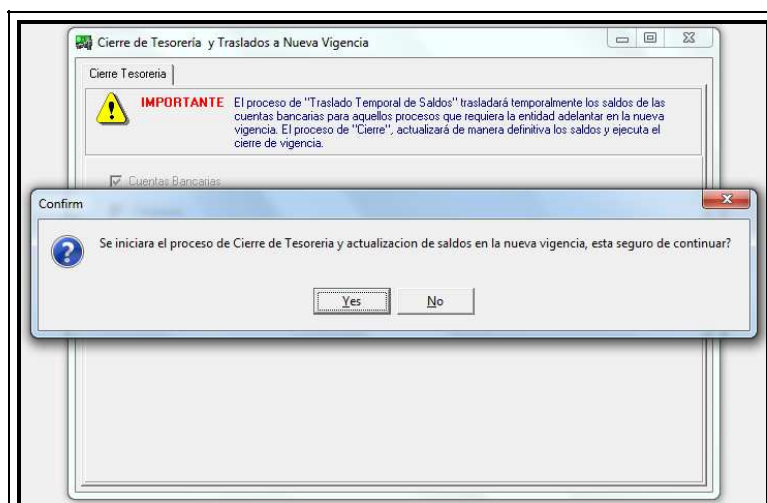 Cierre de Tesorería y Traslados a Nueva Vigencia
Cierre Tesoreria
IMPORTANTE El proceso de "Traslado Temporal de Saldos" trasladará temporalmente los saldos de las
cuentas bancarias para aquellos procesos que requiera la entidad adelantar en la nueva
vigencia. El proceso de "Cierre", actualizará de manera definitiva los saldos y ejecuta el
cierre de vigencia.
Cuentas Bancarias
Confirm
Se iniciara el proceso de Cierre de Tesoreria y actualizacion de saldos en la nueva vigencia, esta seguro de continuar?
Yes No